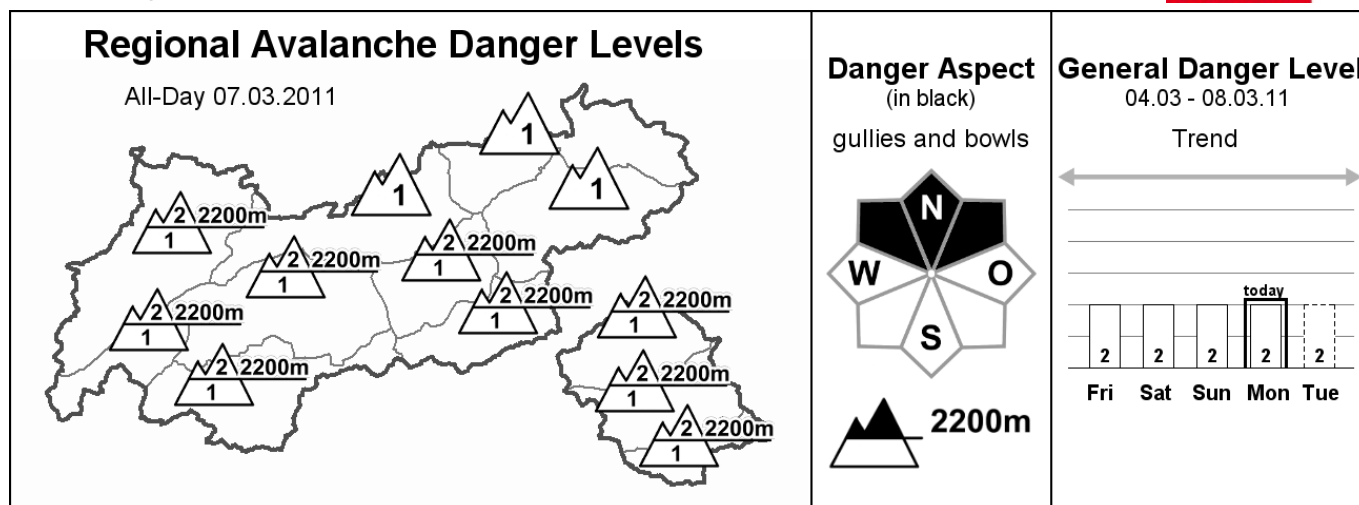 Regional Avalanche Danger Levels
All-Day 07.03.2011
1
1
1
2 2200m
1
2 2200m
1
2 2200m
1
2 2200m
1
2 2200m
1
2 2200m
1
2 2200m
1
2 2200m
1
2 2200m
1
Danger Aspect
(in black)
gullies and bowls
N
W O
S
2200m
General Danger Level
04.03 - 08.03.11
Trend
today
2 2 2 2 2
Fri Sat Sun Mon Tue